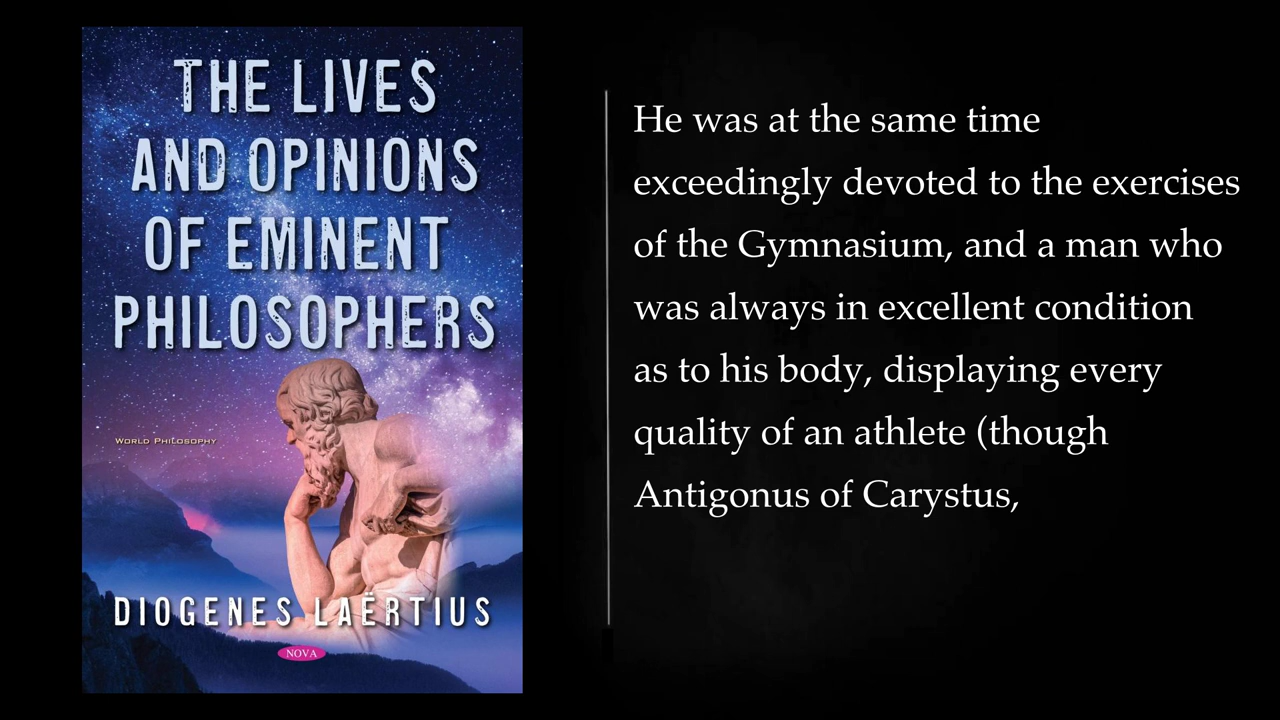 THE LIVES
AND OPINIONS
OF EMINENT
PHILOSOPHERS
WORLD PHILOSOPHY
DIOGENES LAËRTIUS
NOVA
He was at the same time
exceedingly devoted to the exercises
of the Gymnasium, and a man who
was always in excellent condition
as to his body, displaying every
quality of an athlete (though
Antigonus of Carystus,